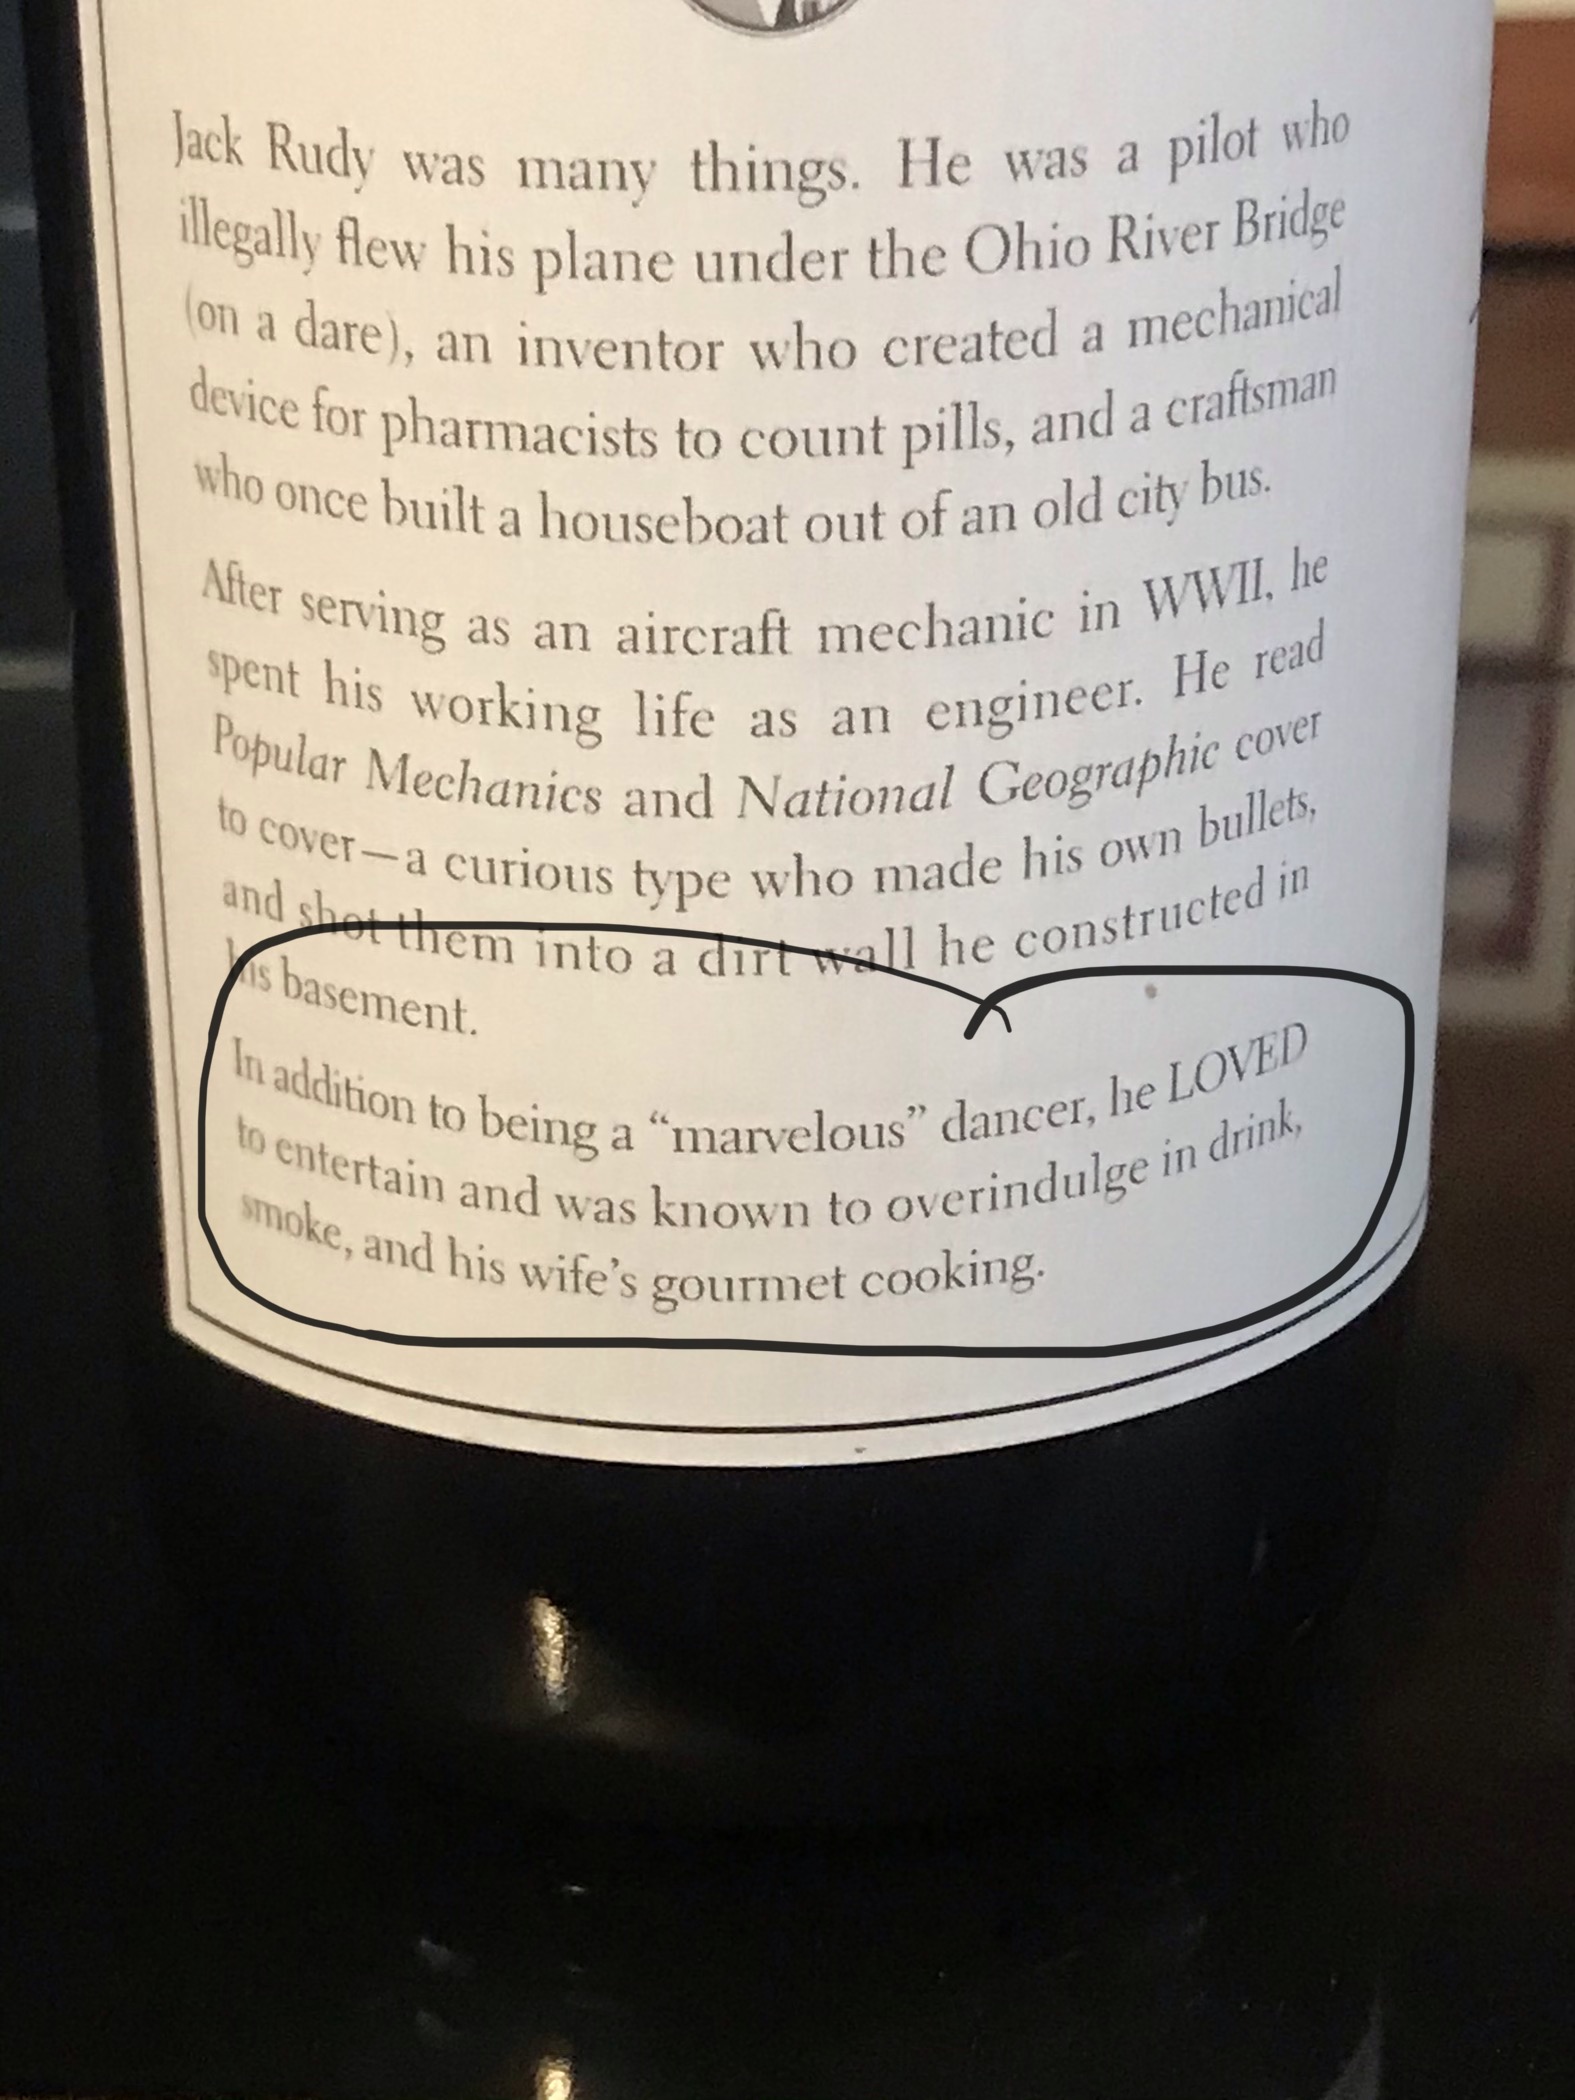 Jack Rudy was many things. He was a pilot who
illegally flew his plane under the Ohio River Bridge
(on a dare), an inventor who created a mechanical
device for pharmacists to count pills, and a craftsman
who once built a houseboat out of an old city bus.
After serving as an aircraft mechanic in WWII, he
spent his working life as an engineer. He read
Popular Mechanics and National Geographic cover
to cover—a curious type who made his own bullets,
and shot them into a dirt wall he constructed in
his basement.
In addition to being a “marvelous” dancer, he LOVED
to entertain and was known to overindulge in drink,
smoke, and his wife’s gourmet cooking.